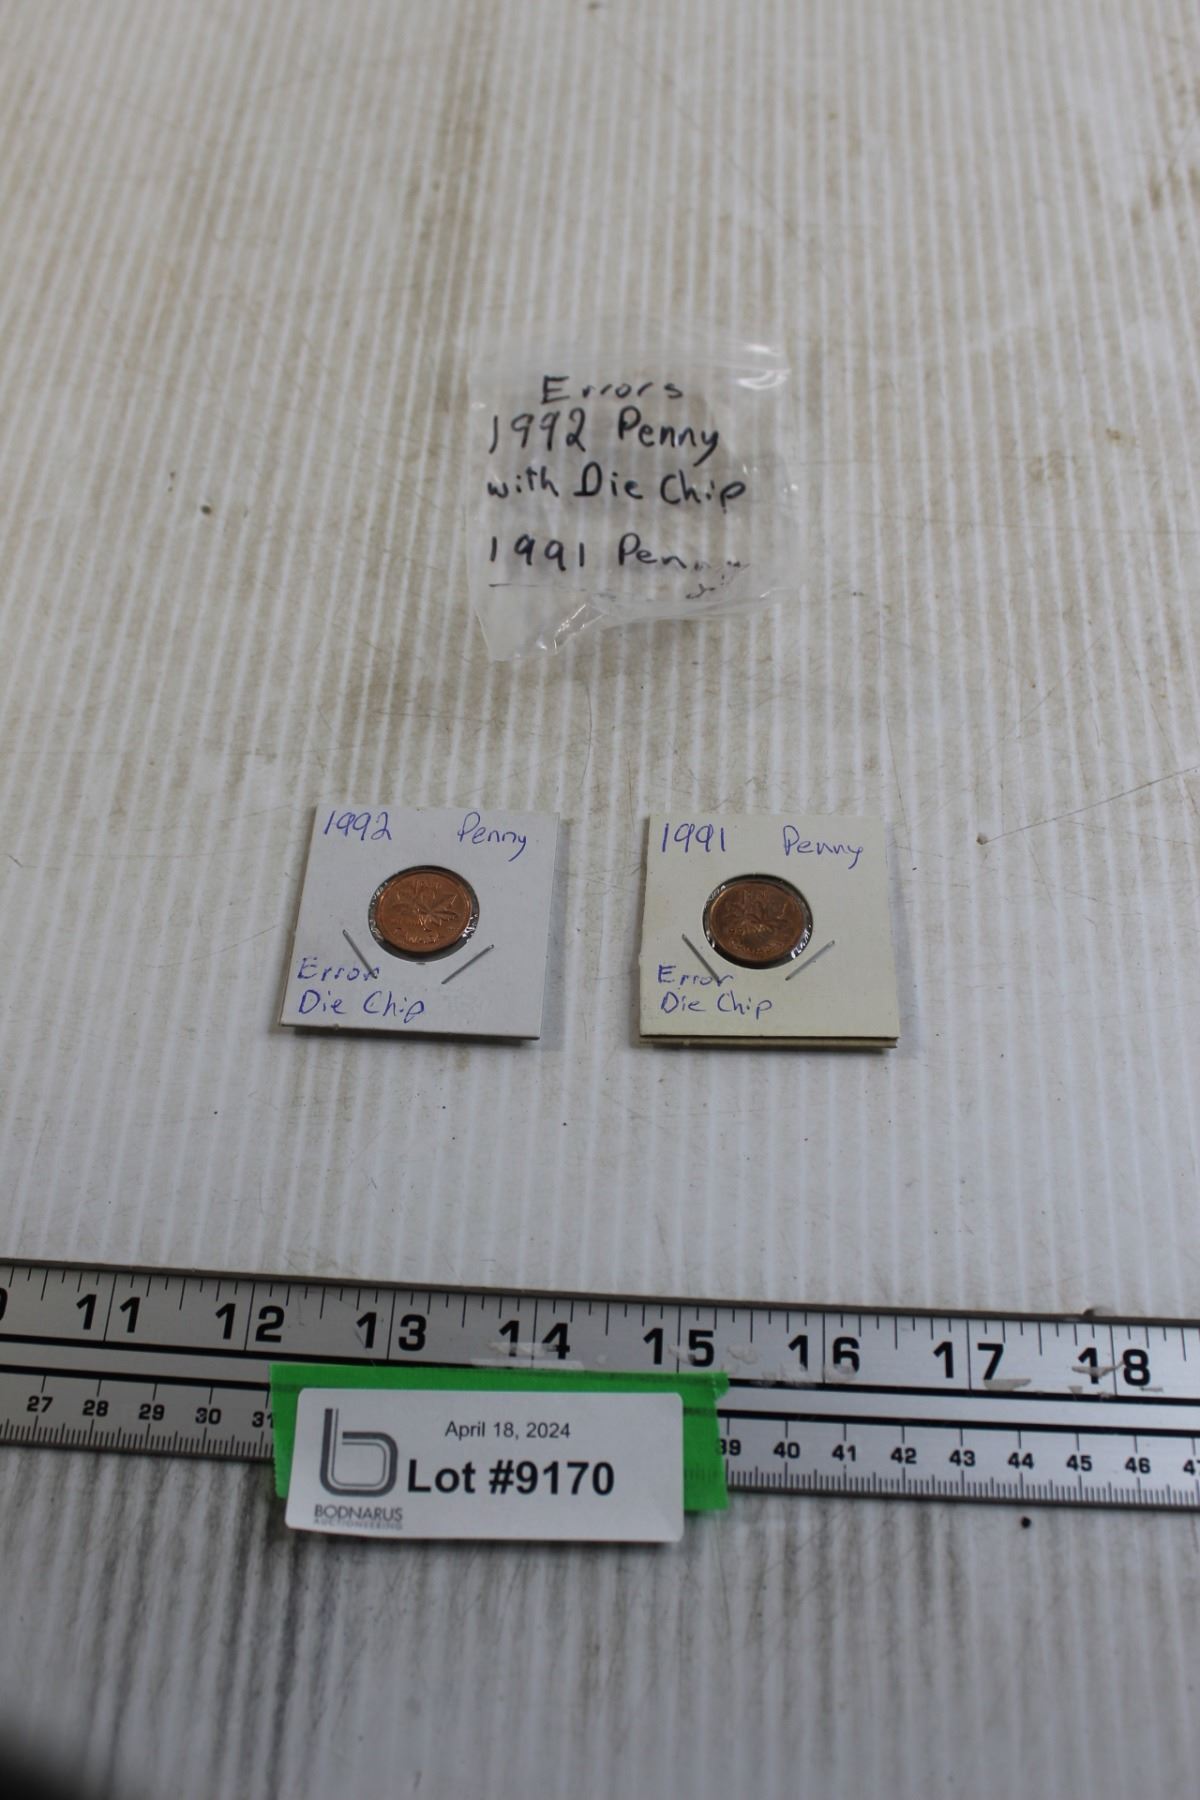 Errors
1992 Penny
with Die Chip
1991
1992 Penny
Error
Die Chip
1991 Penny
Error
Die Chip
11 12 13 14 15 16 17 18
27 28 29 30 31 39 40 41 42 43 44 45 46
April 18, 2024
Lot #9170
BODNARUS
AUCTIONEERING